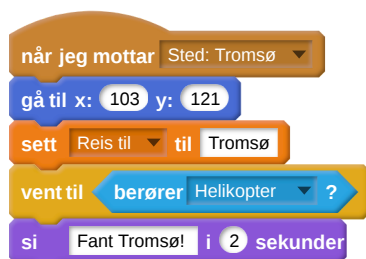 når jeg mottar Sted: Tromsø
gå til x: 103 y: 121
sett Reis til til Tromsø
vent til berører Helikopter ?
si Fant Tromsø! i 2 sekunder